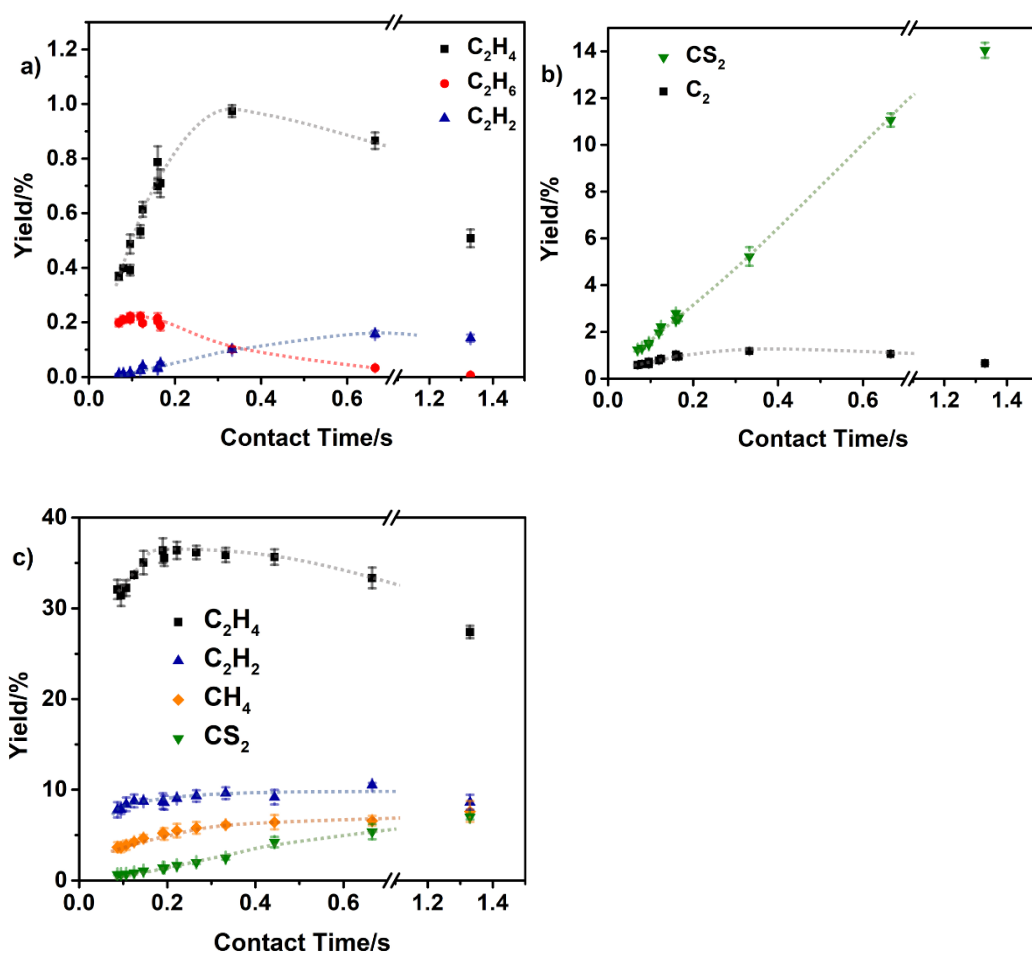 a)
C₂H₄
C₂H₆
C₂H₂
Yield/%
1.2
1.0
0.8
0.6
0.4
0.2
0.0
0.0 0.2 0.4 0.6 1.2 1.4
Contact Time/s
b)
CS₂
C₂
Yield/%
14
12
10
8
6
4
2
0
0.0 0.2 0.4 0.6 1.2 1.4
Contact Time/s
c)
C₂H₄
C₂H₂
CH₄
CS₂
Yield/%
40
30
20
10
0
0.0 0.2 0.4 0.6 1.2 1.4
Contact Time/s